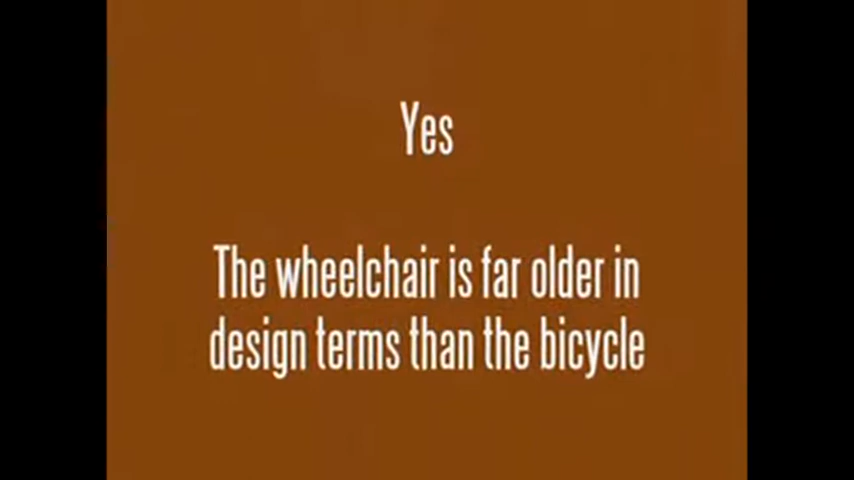 Yes
The wheelchair is far older in
design terms than the bicycle